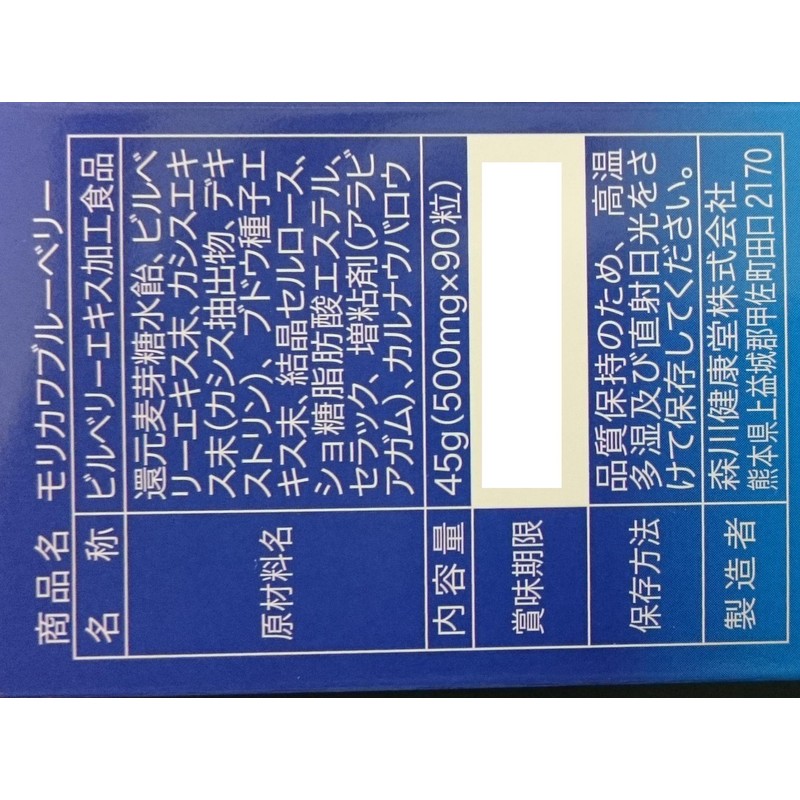 商品名 モリカワブルーベリー
名称 ビルベリーエキス加工食品
原材料名 還元麦芽糖水飴、ビルベ
リーエキス末、カシスエキ
ス末(カシス抽出物、デキ
ストリン)、ブドウ種子エ
キス末、結晶セルロース、
ショ糖脂肪酸エステル、
セラック、増粘剤(アラビ
アガム)、カルナウバロウ
内容量 45g(500mg×90粒)
賞味期限
保存方法 品質保持のため、高温
多湿及び直射日光をさ
けて保存してください。
製造者 森川健康堂株式会社
熊本県上益城郡甲佐町田口2170